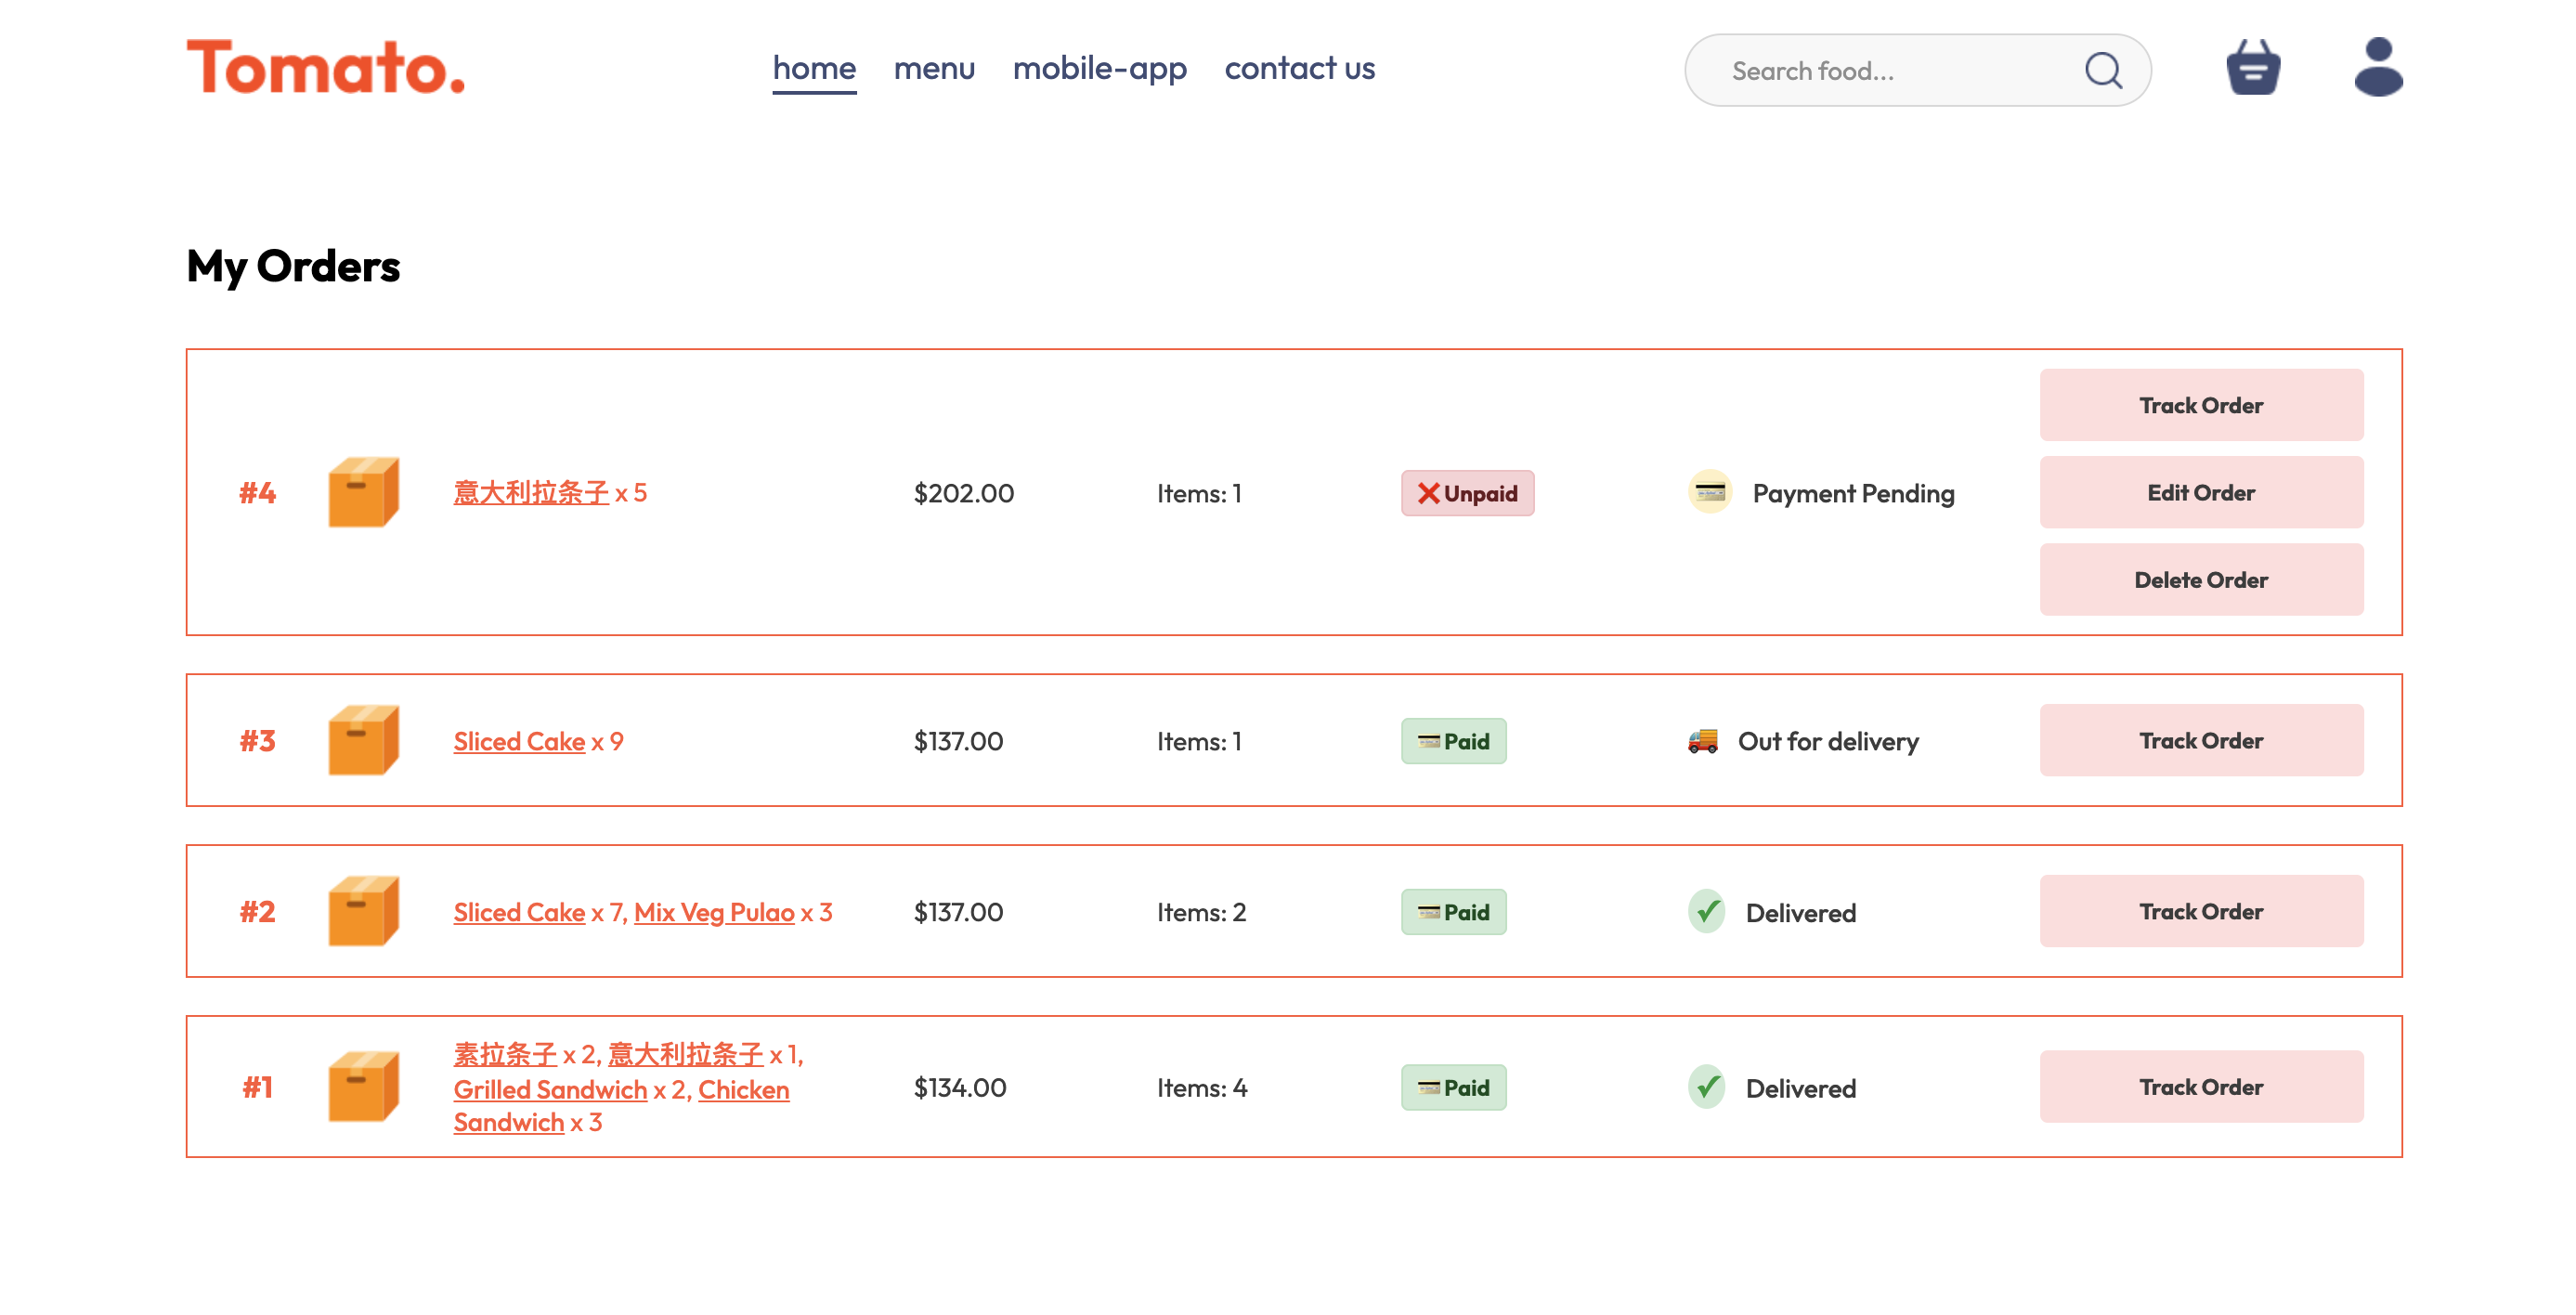 Tomato.
home menu mobile-app contact us
Search food...
My Orders
#4 意大利拉条子 x 5 $202.00 Items: 1 ❌Unpaid 💳 Payment Pending
Track Order
Edit Order
Delete Order
#3 Sliced Cake x 9 $137.00 Items: 1 💳Paid 🚚 Out for delivery Track Order
#2 Sliced Cake x 7, Mix Veg Pulao x 3 $137.00 Items: 2 💳Paid ✔ Delivered Track Order
#1
素拉条子 x 2, 意大利拉条子 x 1,
Grilled Sandwich x 2, Chicken
Sandwich x 3
$134.00 Items: 4 💳Paid ✔ Delivered Track Order